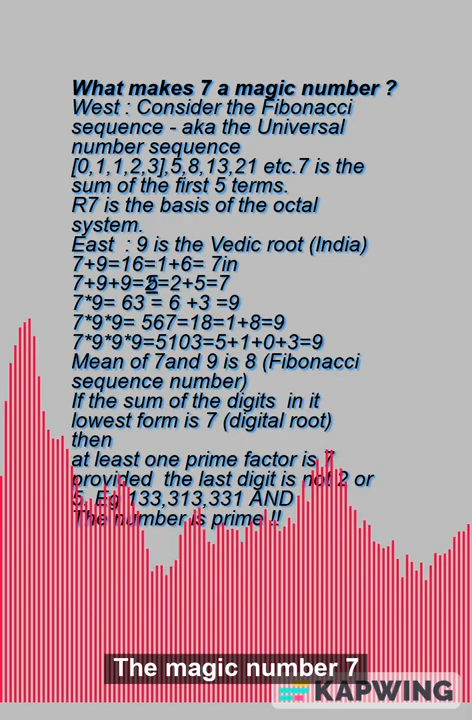 What makes 7 a magic number ?
West : Consider the Fibonacci
sequence - aka the Universal
number sequence
[0,1,1,2,3],5,8,13,21 etc.7 is the
sum of the first 5 terms.
R7 is the basis of the octal
system.
East : 9 is the Vedic root (India)
7+9=16=1+6= 7in
7+9+9=25=2+5=7
7*9= 63 = 6 +3 =9
7*9*9= 567=18=1+8=9
7*9*9*9=5103=5+1+0+3=9
Mean of 7and 9 is 8 (Fibonacci
sequence number)
If the sum of the digits in it
lowest form is 7 (digital root)
then
at least one prime factor is 7
provided the last digit is not 2 or
5. Eg 133,313,331 AND
The number is prime !!
The magic number 7
KAPWING